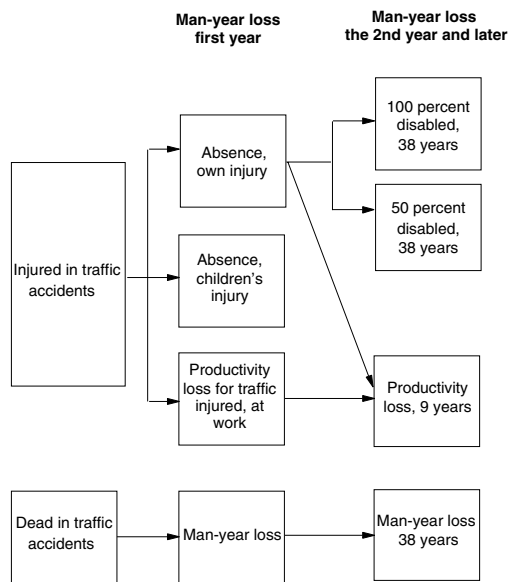 Man-year loss
first year
Man-year loss
the 2nd year and later
Injured in traffic
accidents
Absence,
own injury
100 percent
disabled,
38 years
50 percent
disabled,
38 years
Absence,
children's
injury
Productivity
loss for traffic
injured, at
work
Productivity
loss, 9 years
Dead in traffic
accidents
Man-year loss
Man-year loss
38 years